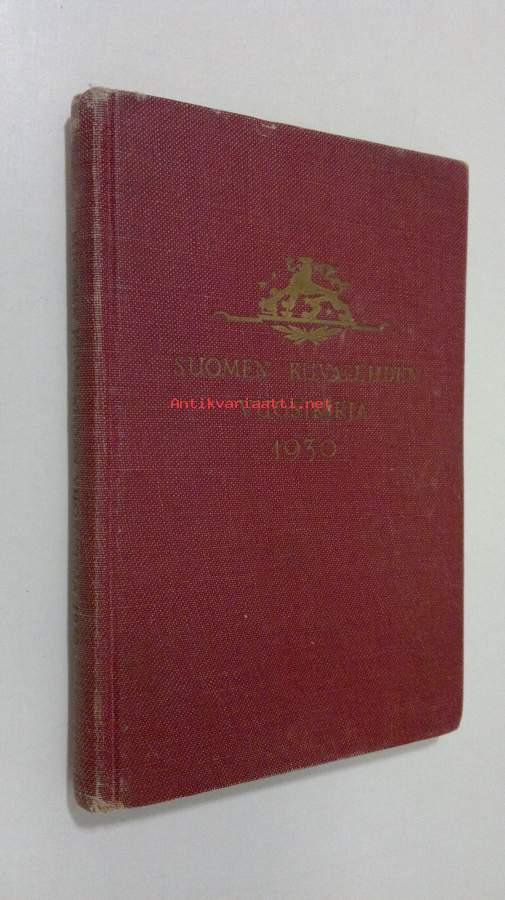 SUOMEN KUVALEHDEN
Antikvariaatti.net
VUOSIKIRJA
1930